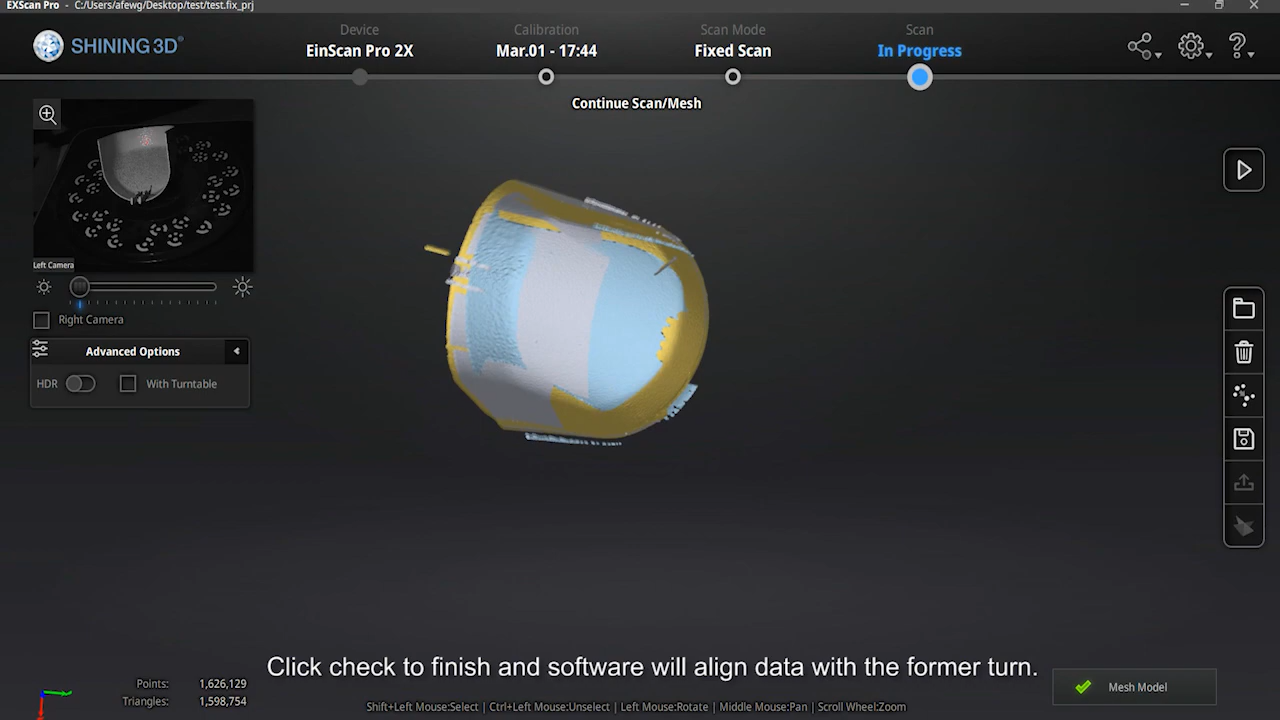 EXScan Pro - C:/Users/afewg/Desktop/test/test.fix_prj
SHINING 3D®
Device
EinScan Pro 2X
Calibration
Mar.01 - 17:44
Scan Mode
Fixed Scan
Scan
In Progress
Continue Scan/Mesh
Left Camera
Right Camera
Advanced Options
HDR
With Turntable
Click check to finish and software will align data with the former turn.
Points: 1,626,129
Triangles: 1,598,754
Mesh Model
Shift+Left Mouse:Select | Ctrl+Left Mouse:Unselect | Left Mouse:Rotate | Middle Mouse:Pan | Scroll Wheel:Zoom